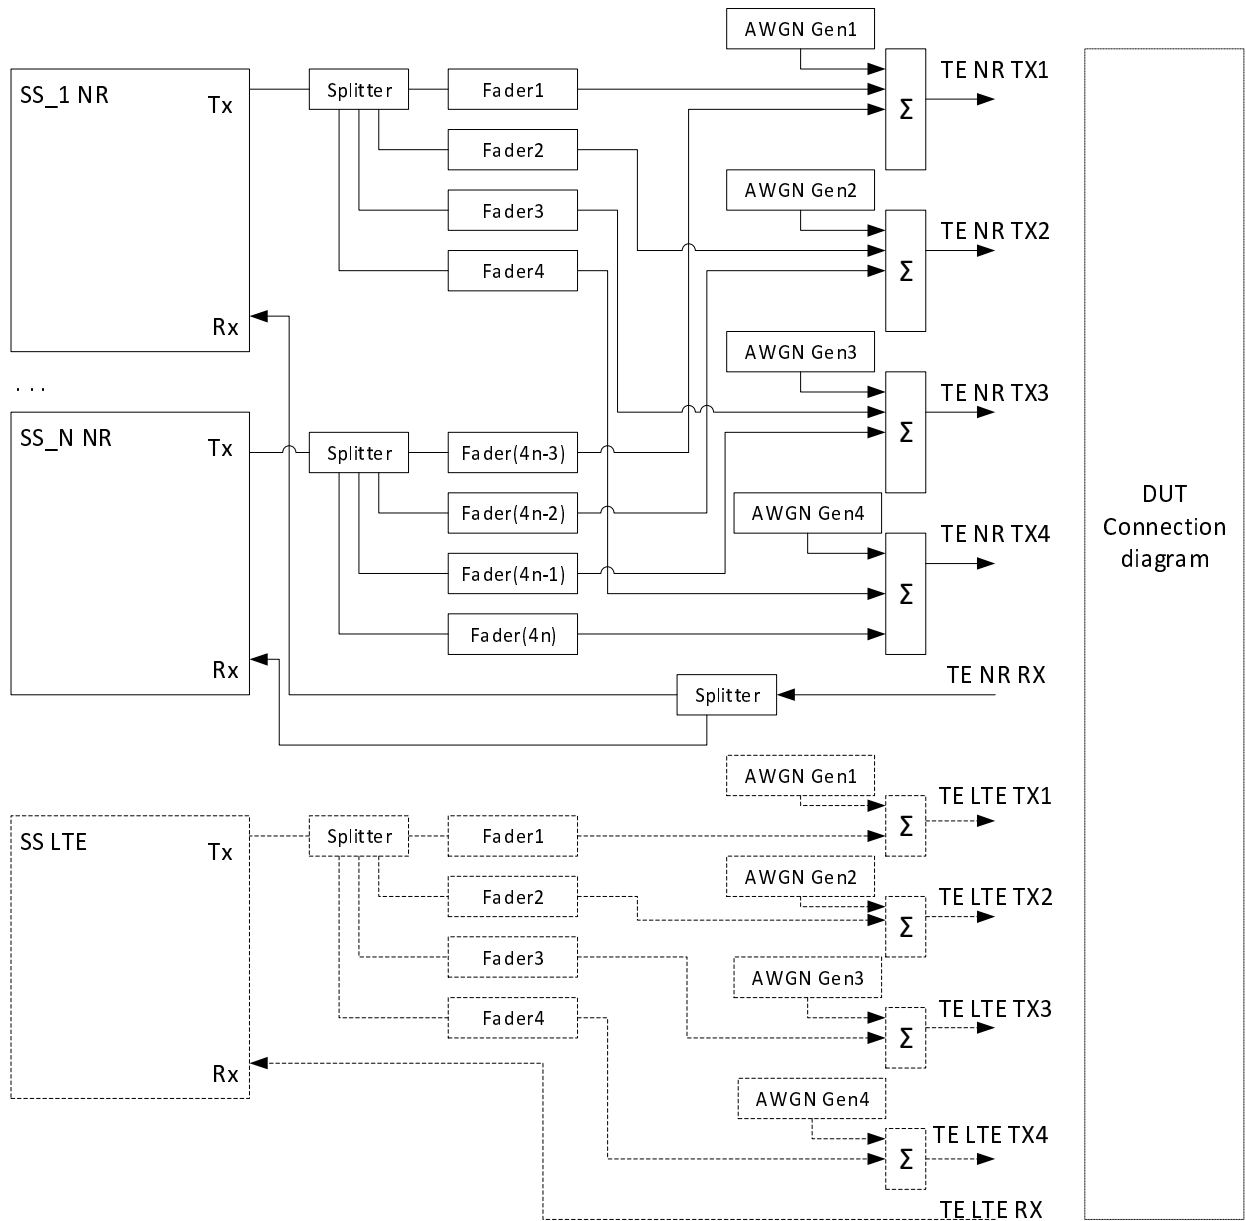 AWGN Gen1
TE NR TX1
SS_1 NR
Tx
Splitter
Fader1
Σ
Fader2
Fader3
Fader4
AWGN Gen2
TE NR TX2
Σ
Rx
AWGN Gen3
TE NR TX3
Σ
. . .
SS_N NR
Tx
Splitter
Fader(4n-3)
Fader(4n-2)
Fader(4n-1)
Fader(4n)
AWGN Gen4
TE NR TX4
Σ
Rx
TE NR RX
Splitter
DUT
Connection
diagram
AWGN Gen1
TE LTE TX1
SS LTE
Tx
Splitter
Fader1
Σ
Fader2
AWGN Gen2
TE LTE TX2
Σ
Fader3
AWGN Gen3
TE LTE TX3
Fader4
Σ
Rx
AWGN Gen4
TE LTE TX4
Σ
TE LTE RX